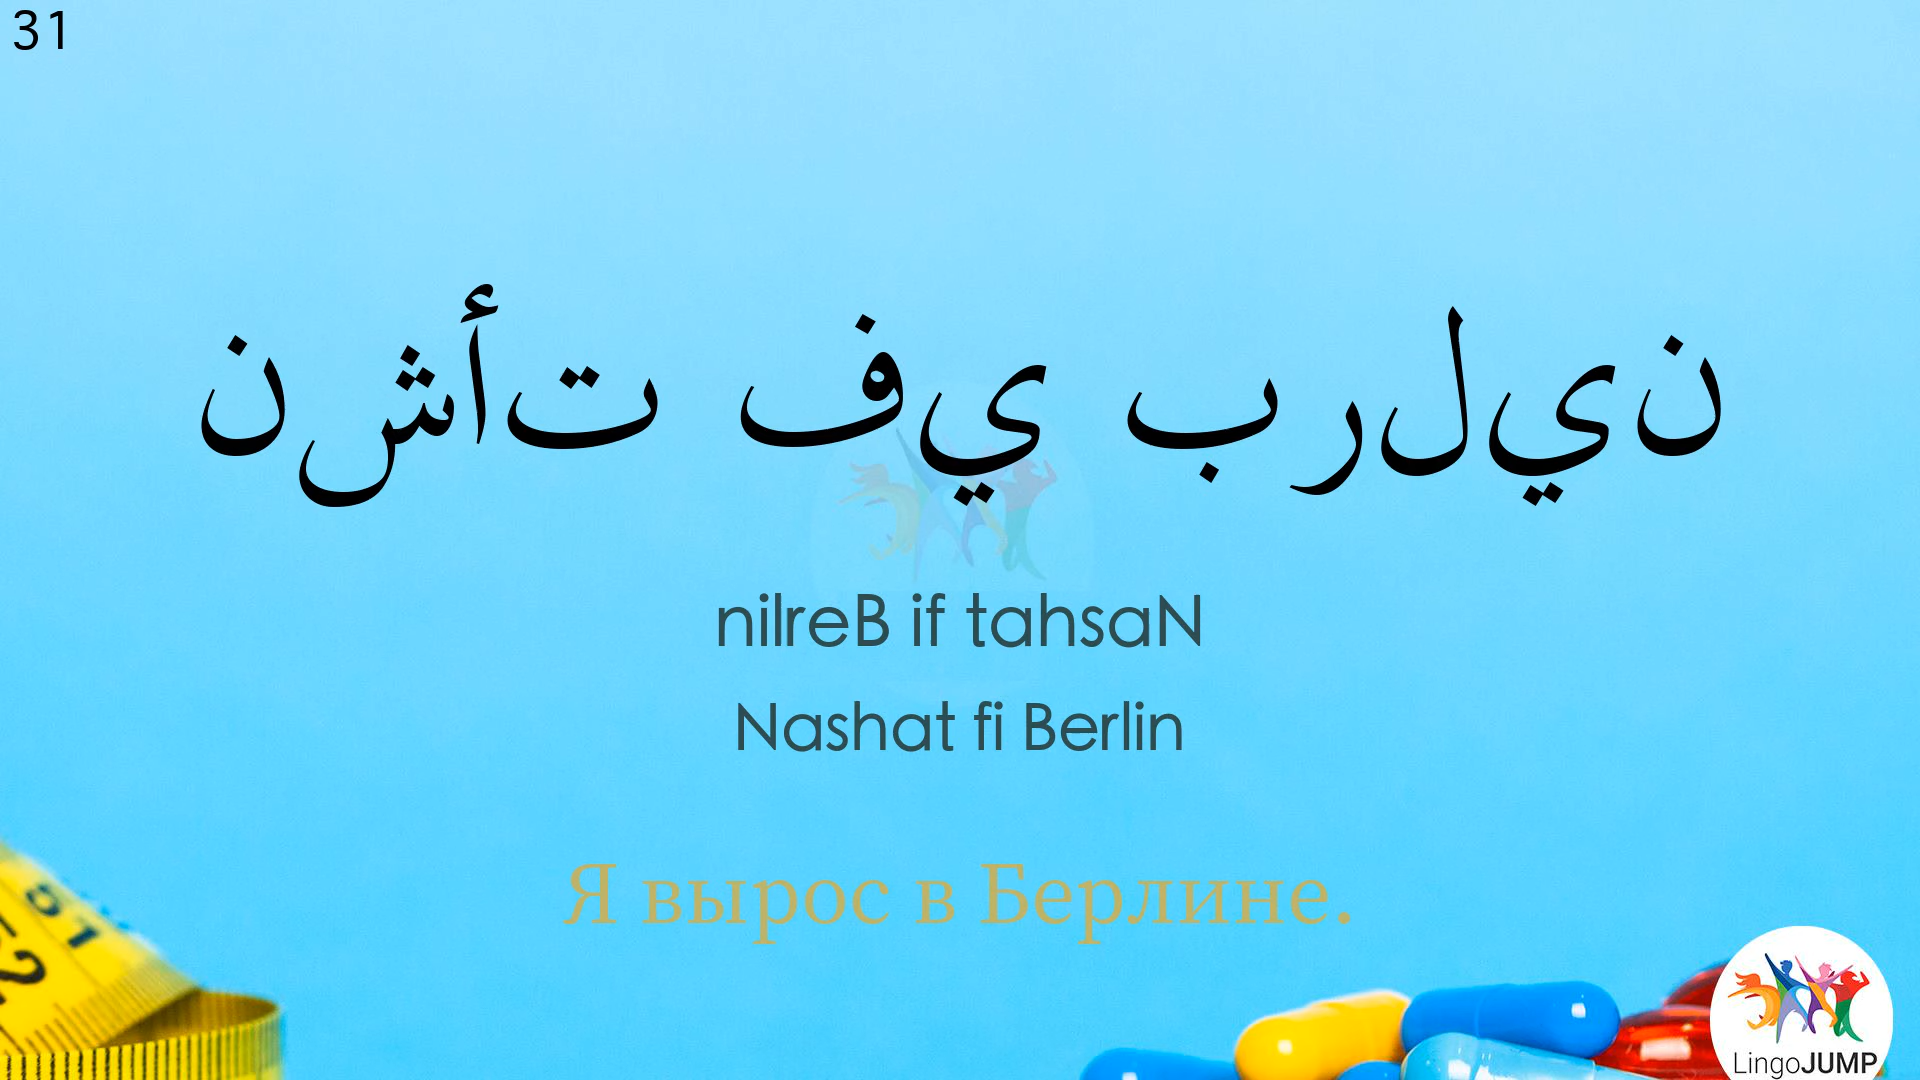 31
نشأت في برلين
nilreB if tahsaN
Nashat fi Berlin
Я вырос в Берлине.
LingoJUMP